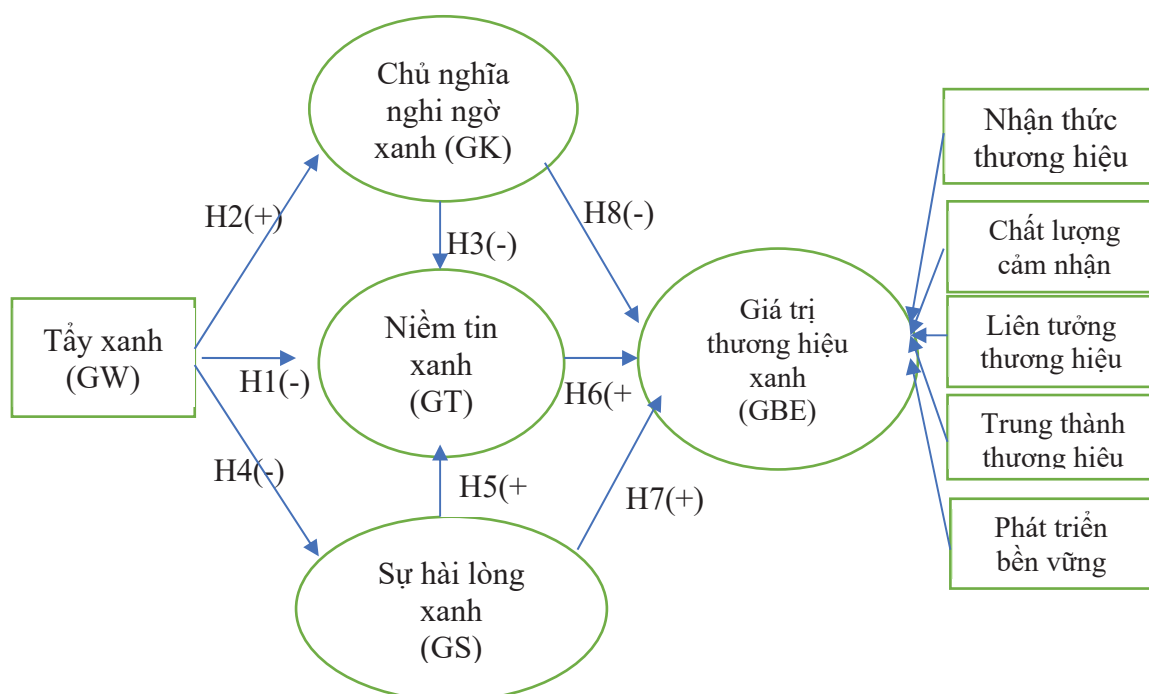 Chủ nghĩa
nghi ngờ
xanh (GK)
Nhận thức
thương hiệu
H2(+)
H8(-)
H3(-)
Chất lượng
cảm nhận
Tẩy xanh
(GW)
H1(-)
Niềm tin
xanh
(GT)
H6(+
Giá trị
thương hiệu
xanh
(GBE)
Liên tưởng
thương hiệu
Trung thành
thương hiệu
H4(-)
H5(+
H7(+)
Sự hài lòng
xanh
(GS)
Phát triển
bền vững